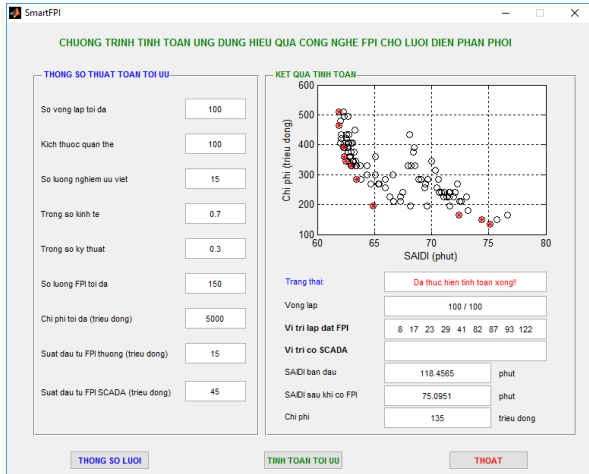 SmartFPI
CHUONG TRINH TINH TOAN UNG DUNG HIEU QUA CONG NGHE FPI CHO LUOI DIEN PHAN PHOI
THONG SO THUAT TOAN TOI UU
So vong lap toi da 100
Kich thuoc quan the 100
So luong nghiem uu viet 15
Trong so kinh te 0.7
Trong so ky thuat 0.3
So luong FPI toi da 150
Chi phi toi da (trieu dong) 5000
Suat dau tu FPI thuong (trieu dong) 15
Suat dau tu FPI SCADA (trieu dong) 45
KET QUA TINH TOAN
Chi phi (trieu dong)
600
500
400
300
200
100
60 65 70 75 80
SAIDI (phut)
Trang thai: Da thuc hien tinh toan xong!!
Vong lap 100 / 100
Vi tri lap dat FPI 8 17 23 29 41 82 87 93 122
Vi tri co SCADA
SAIDI ban dau 118.4565 phut
SAIDI sau khi co FPI 75.0951 phut
Chi phi 135 trieu dong
THONG SO LUOI TINH TOAN TOI UU THOAT